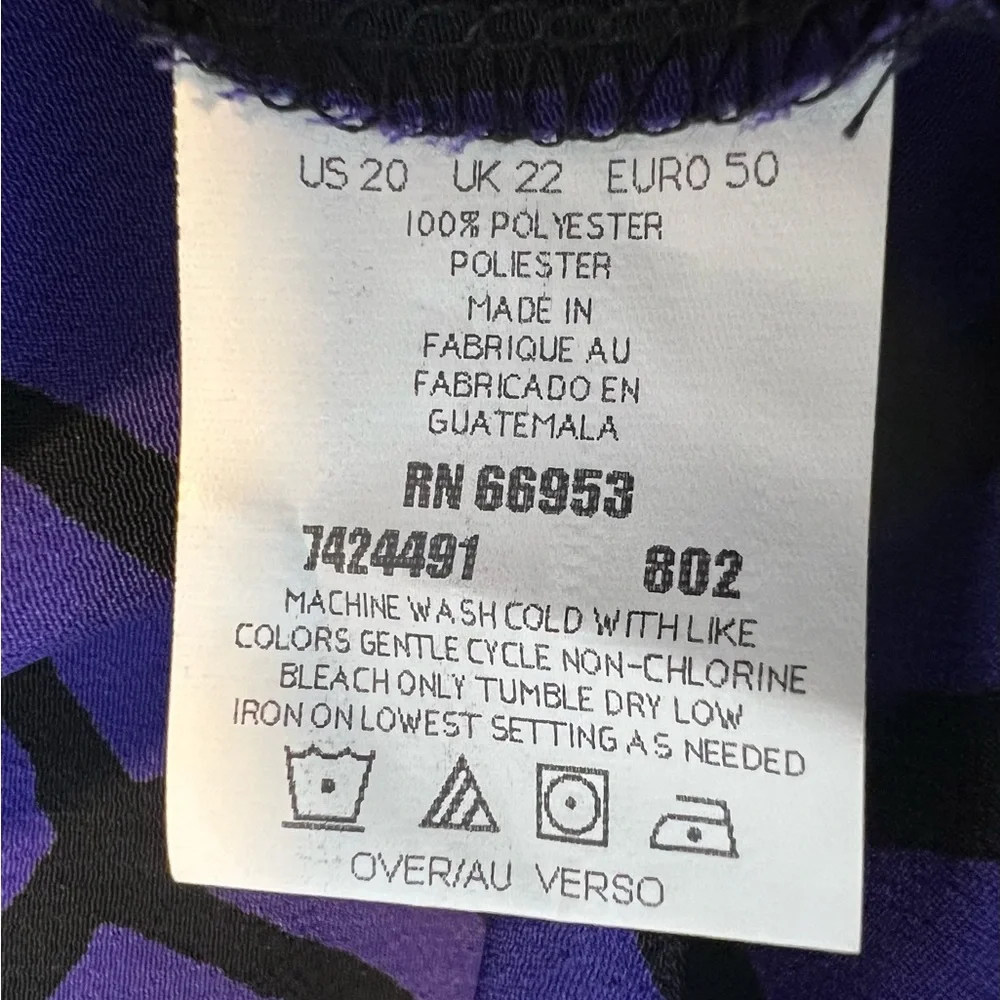 US 20 UK 22 EURO 50
100% POLYESTER
POLIESTER
MADE IN
FABRIQUE AU
FABRICADO EN
GUATEMALA
RN 66953
7424491 802
MACHINE WASH COLD WITH LIKE
COLORS GENTLE CYCLE NON-CHLORINE
BLEACH ONLY TUMBLE DRY LOW
IRON ON LOWEST SETTING AS NEEDED
OVER/AU VERSO